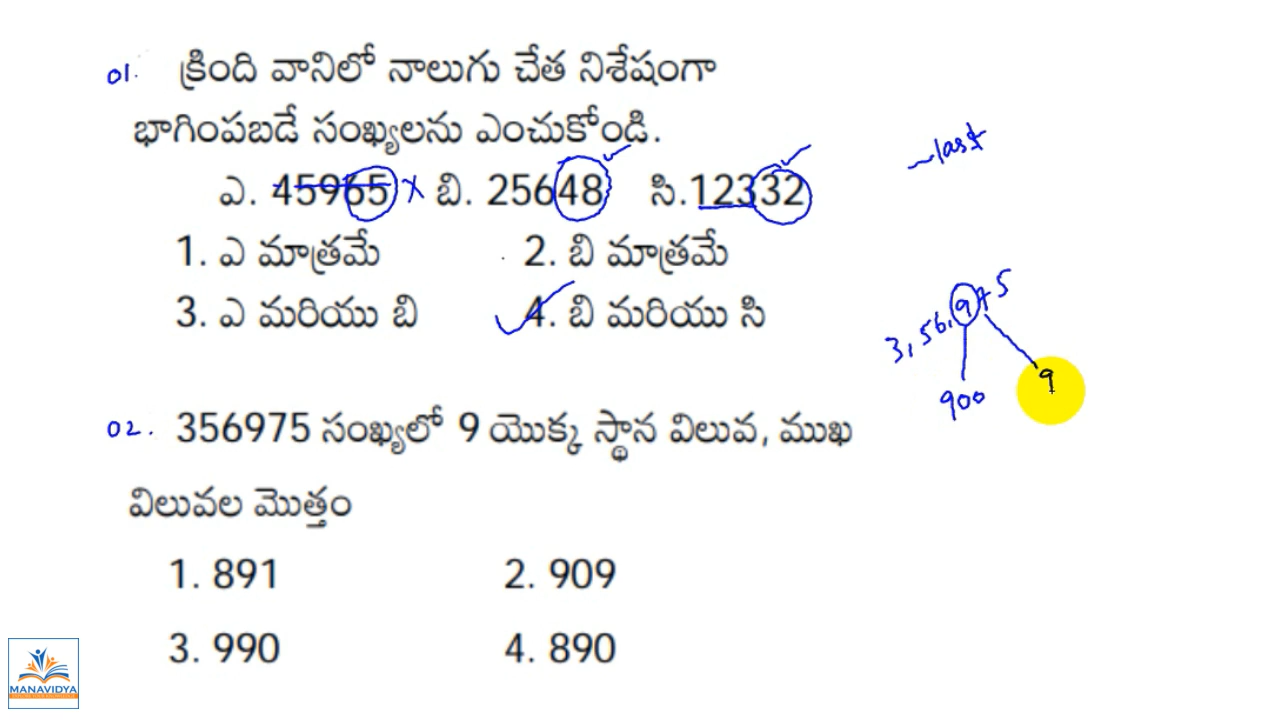 01. క్రింది వానిలో నాలుగు చేత నిశేషంగా
భాగింపబడే సంఖ్యలను ఎంచుకోండి.
ఎ. 45965 x బి. 25648 సి.12332
1. ఎ మాత్రమే 2. బి మాత్రమే
3. ఎ మరియు బి 4. బి మరియు సి
last
3,56,975
900 9
02. 356975 సంఖ్యలో 9 యొక్క స్థాన విలువ, ముఖ
విలువల మొత్తం
1. 891 2. 909
3. 990 4. 890
MANAVIDYA